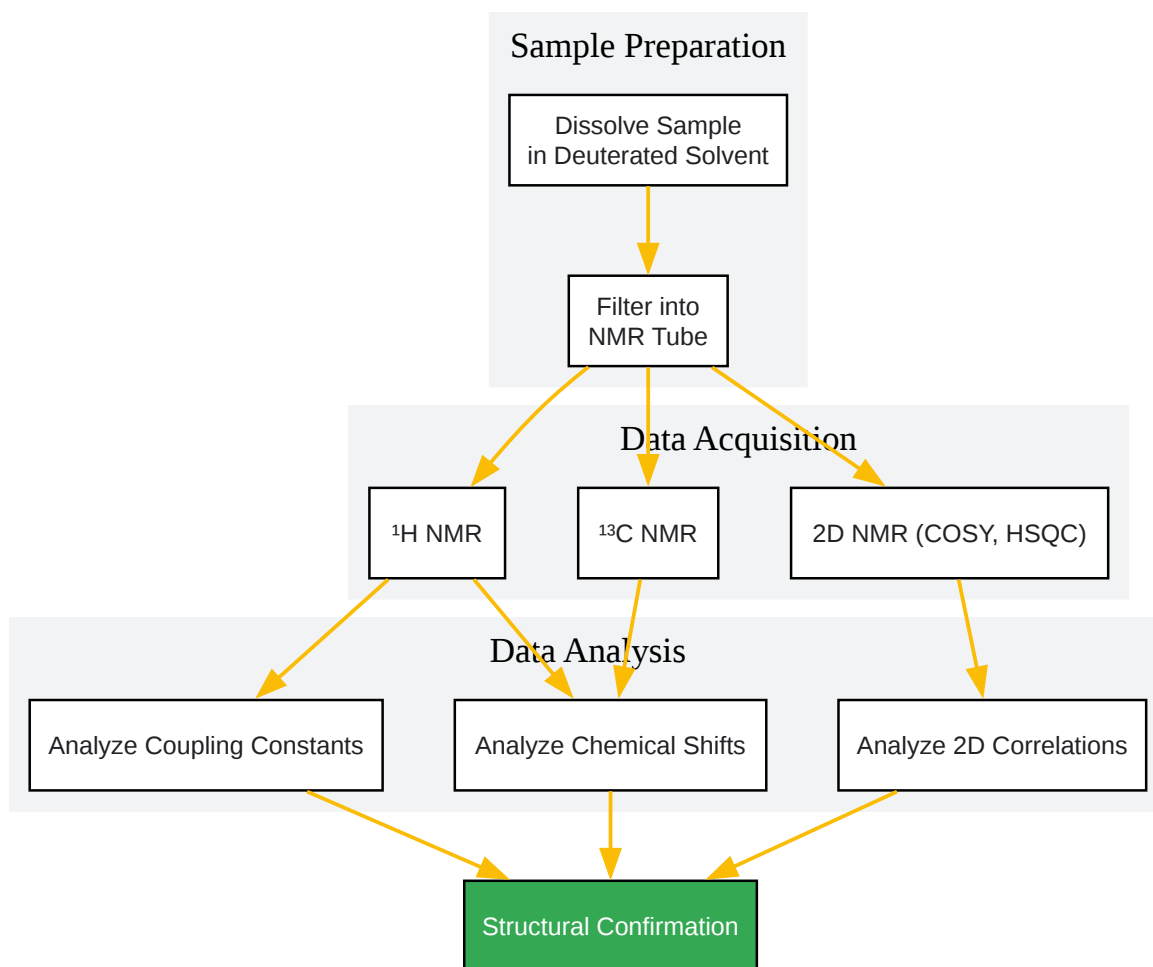 Sample Preparation
Dissolve Sample
in Deuterated Solvent
Filter into
NMR Tube
Data Acquisition
¹H NMR
¹³C NMR
2D NMR (COSY, HSQC)
Data Analysis
Analyze Coupling Constants
Analyze Chemical Shifts
Analyze 2D Correlations
Structural Confirmation